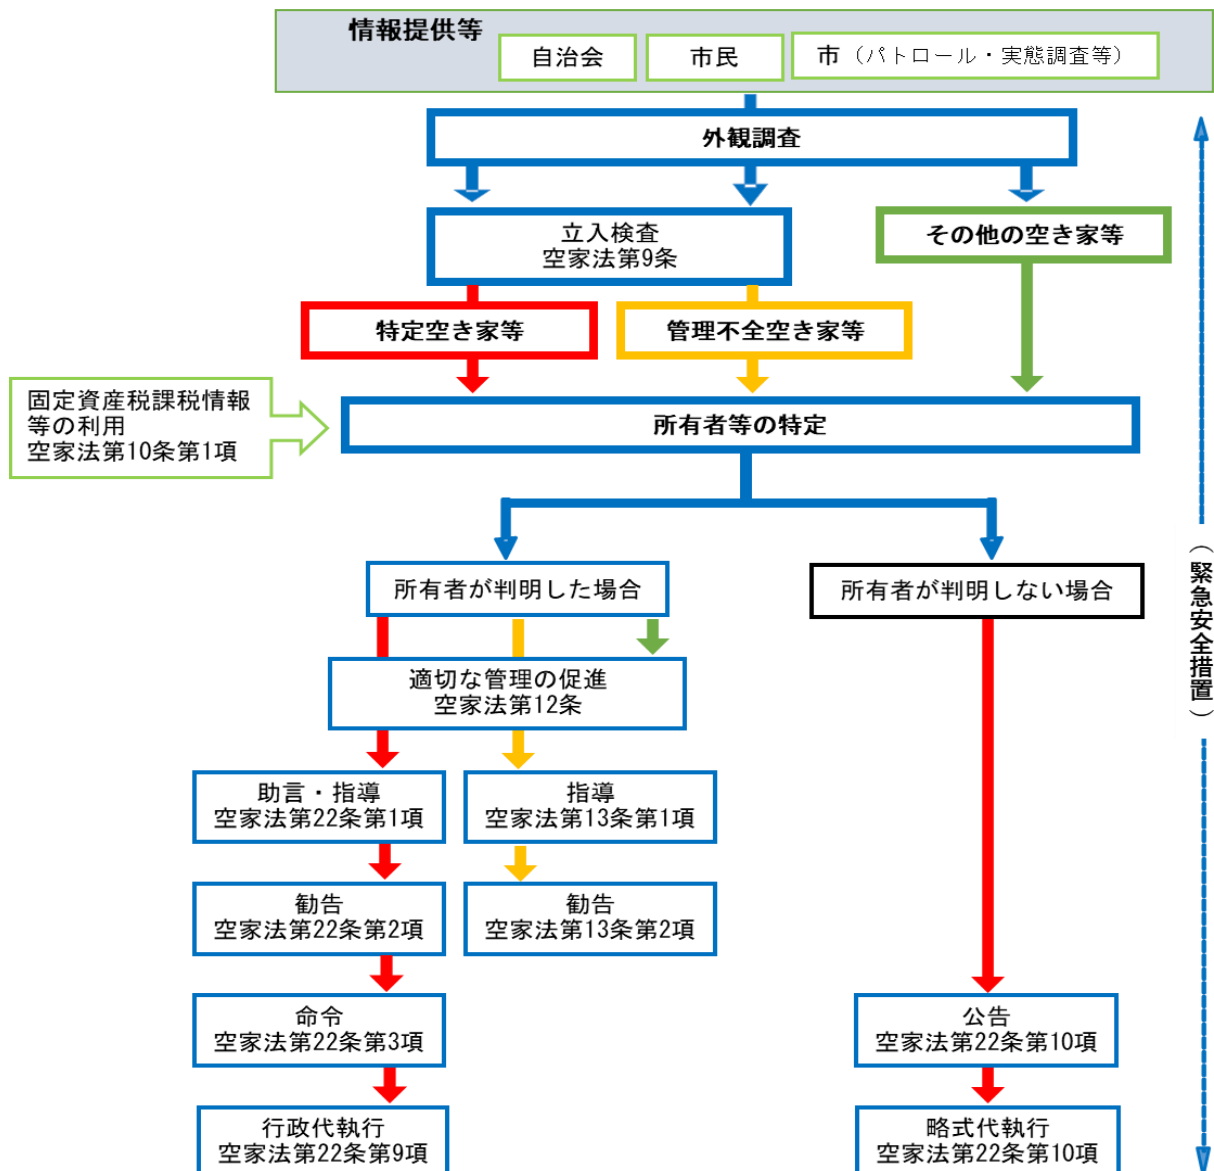 情報提供等
自治会
市民
市（パトロール・実態調査等）
外観調査
立入検査
空家法第9条
その他の空き家等
特定空き家等
管理不全空き家等
固定資産税課税情報
等の利用
空家法第10条第1項
所有者等の特定
所有者が判明した場合
所有者が判明しない場合
（緊急安全措置）
適切な管理の促進
空家法第12条
助言・指導
空家法第22条第1項
指導
空家法第13条第1項
勧告
空家法第22条第2項
勧告
空家法第13条第2項
命令
空家法第22条第3項
公告
空家法第22条第10項
行政代執行
空家法第22条第9項
略式代執行
空家法第22条第10項